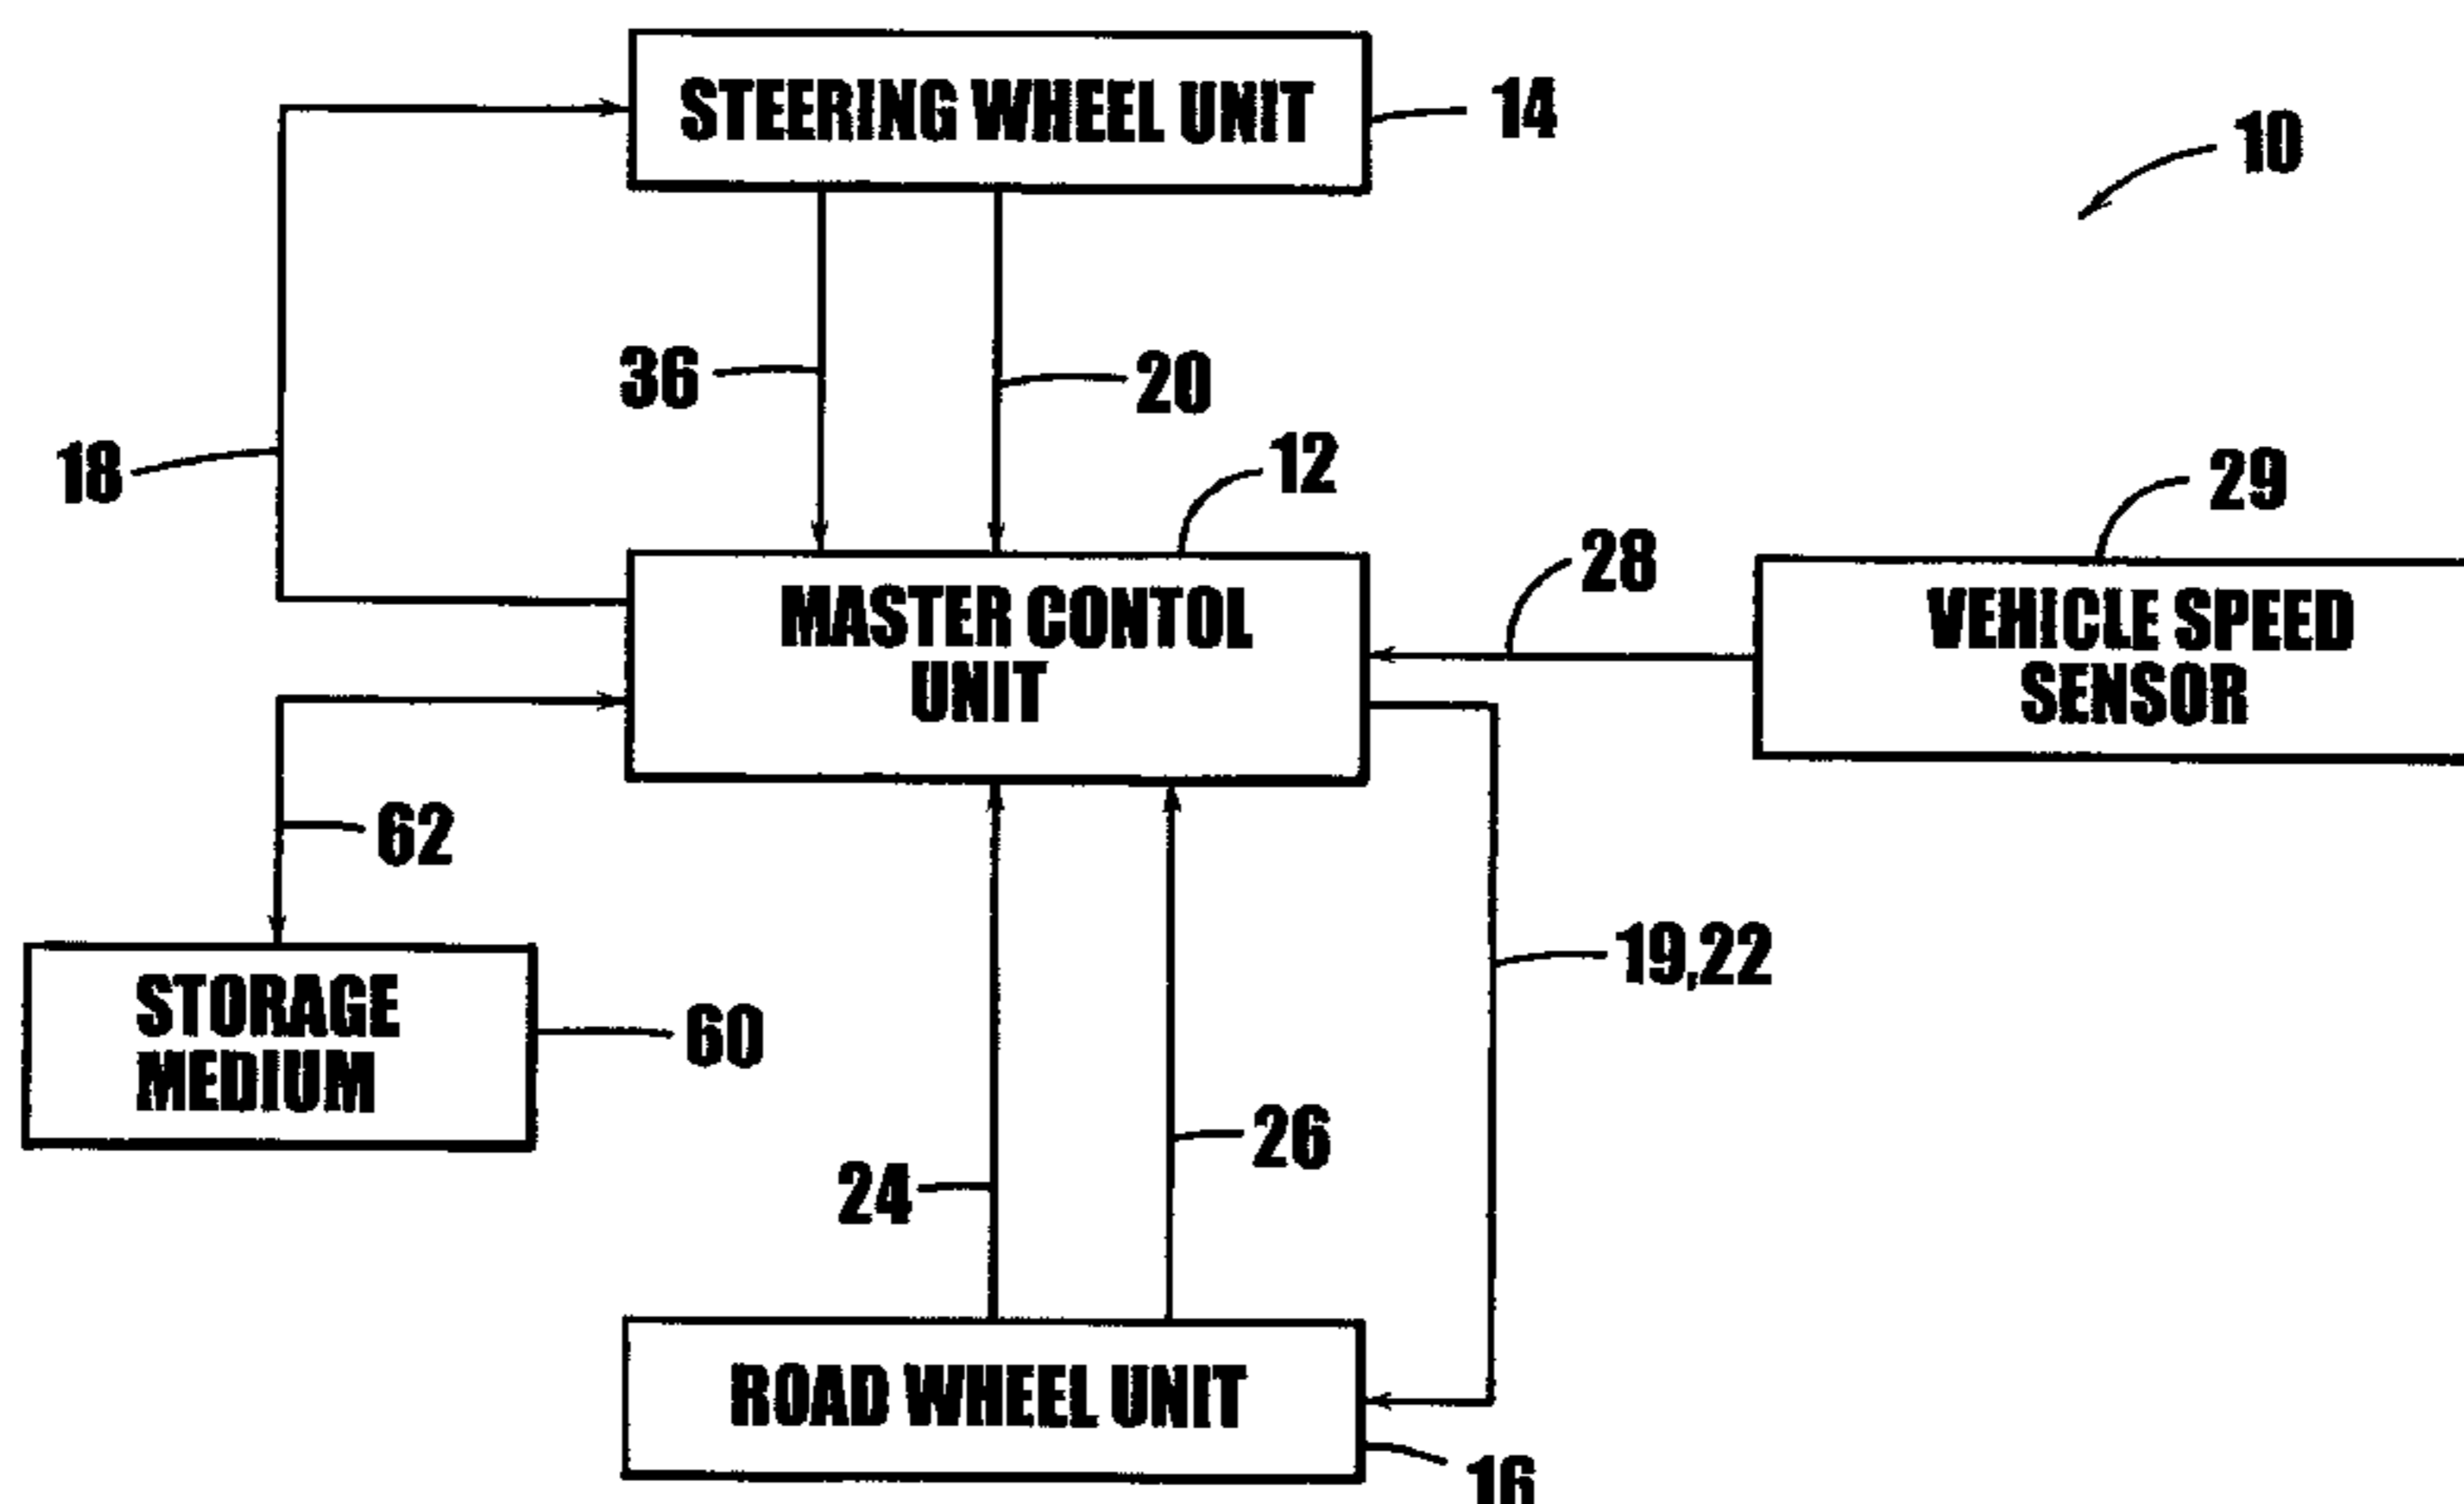 STEERING WHEEL UNIT
14
10
36
20
18
12
29
28
MASTER CONTOL
UNIT
VEHICLE SPEED
SENSOR
62
19,22
STORAGE
MEDIUM
60
26
24
ROAD WHEEL UNIT
16